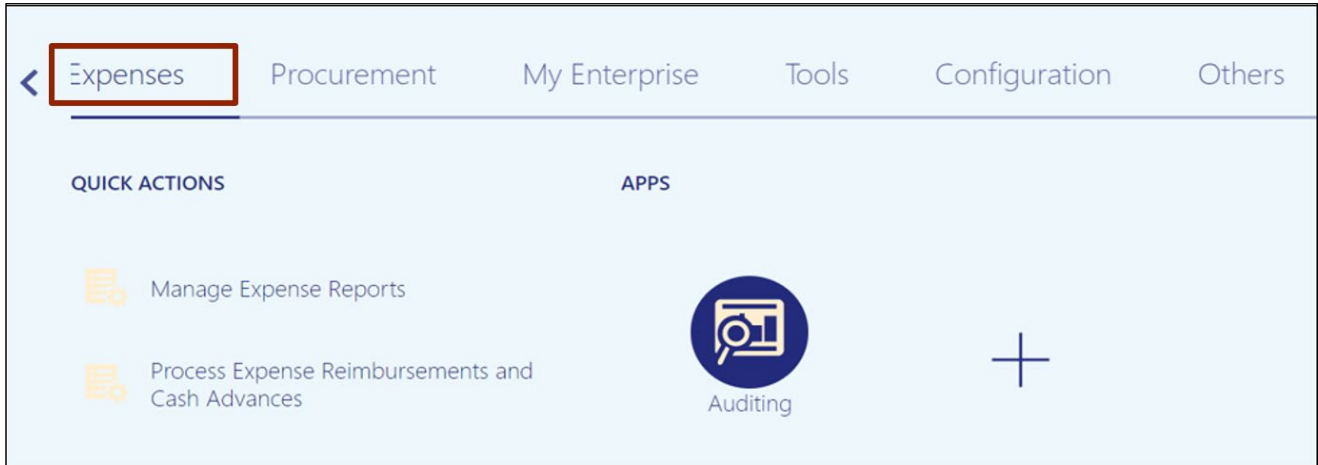 Expenses Procurement My Enterprise Tools Configuration Others
QUICK ACTIONS
Manage Expense Reports
Process Expense Reimbursements and
Cash Advances
APPS
Auditing